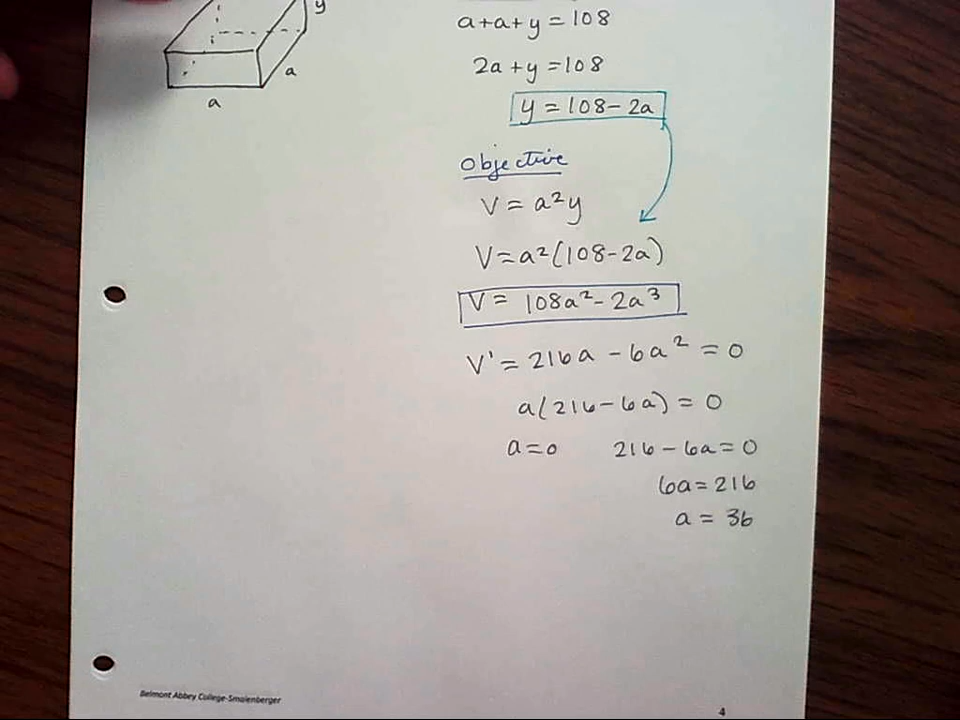 y
a
a
a+a+y = 108
2a+y=108
y = 108-2a
Objective
V = a²y
V=a²(108-2a)
V = 108a²-2a³
V' = 216a - 6a² = 0
a(216-6a) = 0
a=0 216-6a=0
6a=216
a = 36
Belmont Abbey College-Smolenberger
4